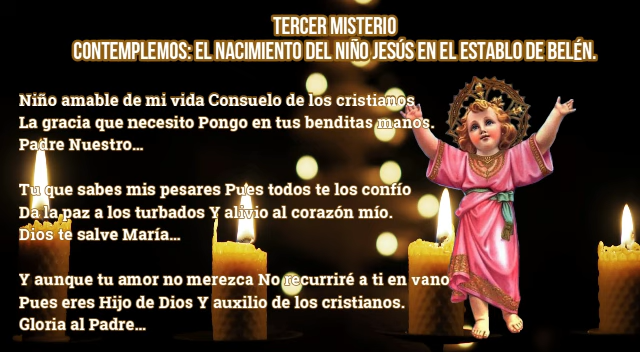 TERCER MISTERIO
CONTEMPLEMOS: EL NACIMIENTO DEL NIÑO JESÚS EN EL ESTABLO DE BELÉN.
Niño amable de mi vida Consuelo de los cristianos
La gracia que necesito Pongo en tus benditas manos.
Padre Nuestro...
Tu que sabes mis pesares Pues todos te los confío
Da la paz a los turbados Y alivio al corazón mío.
Dios te salve María...
Y aunque tu amor no merezca No recurriré a ti en vano
Pues eres Hijo de Dios Y auxilio de los cristianos.
Gloria al Padre...